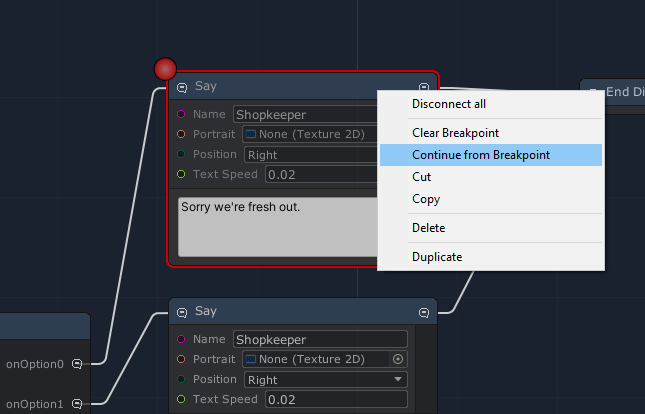 Say
Name Shopkeeper
Portrait None (Texture 2D)
Position Right
Text Speed 0.02
Sorry we're fresh out.
Disconnect all
Clear Breakpoint
Continue from Breakpoint
Cut
Copy
Delete
Duplicate
End Di
Say
Name Shopkeeper
Portrait None (Texture 2D)
Position Right
Text Speed 0.02
onOption0
onOption1